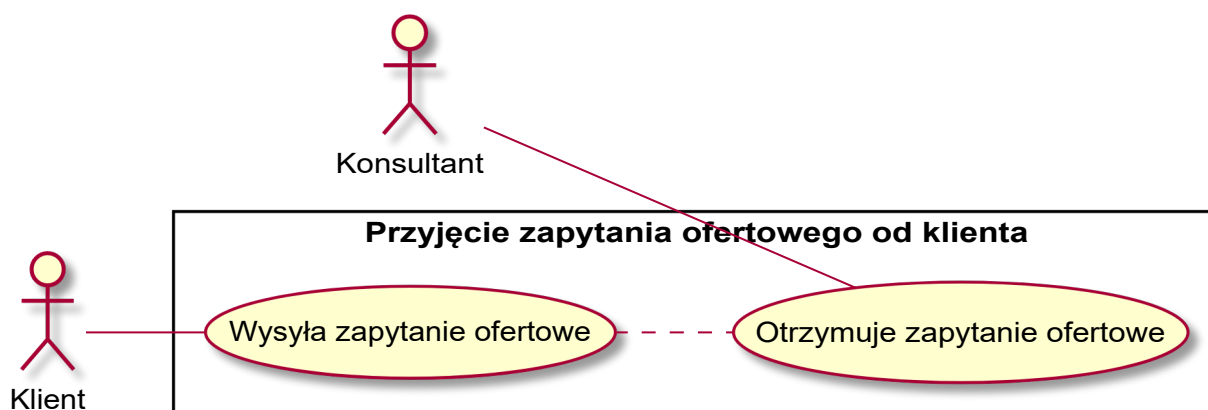 Konsultant
Przyjęcie zapytania ofertowego od klienta
Wysyła zapytanie ofertowe
Otrzymuje zapytanie ofertowe
Klient